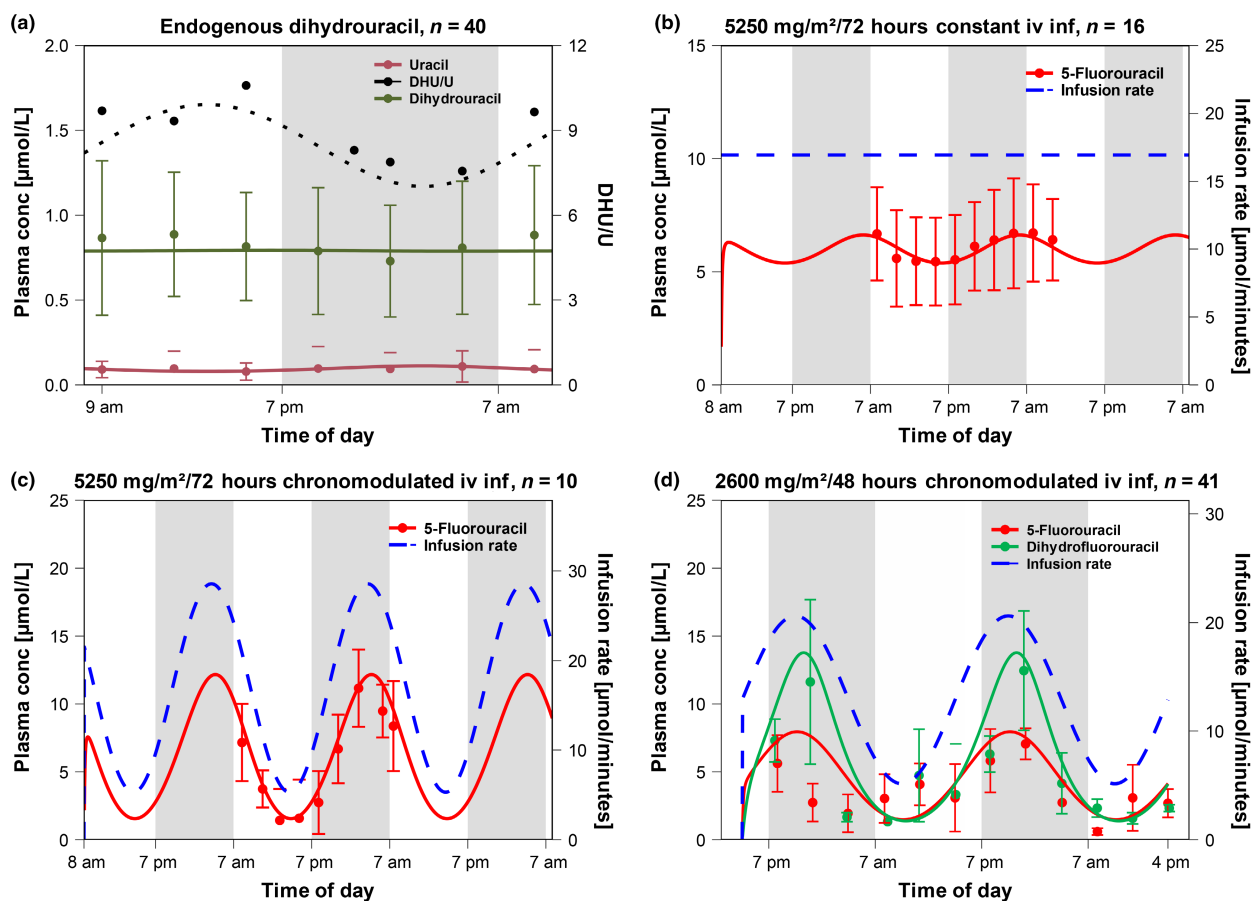 (a) Endogenous dihydrouracil, n = 40
2.0
1.5
1.0
0.5
0.0
Plasma conc [µmol/L]
12
9
6
3
0
DHU/U
Uracil
DHU/U
Dihydrouracil
9 am 7 pm 7 am
Time of day
(b) 5250 mg/m²/72 hours constant iv inf, n = 16
15
10
5
0
Plasma conc [µmol/L]
25
20
15
10
5
0
Infusion rate [µmol/minutes]
5-Fluorouracil
Infusion rate
8 am 7 pm 7 am 7 pm 7 am 7 pm 7 am
Time of day
(c) 5250 mg/m²/72 hours chronomodulated iv inf, n = 10
25
20
15
10
5
0
Plasma conc [µmol/L]
30
20
10
0
Infusion rate [µmol/minutes]
5-Fluorouracil
Infusion rate
8 am 7 pm 7 am 7 pm 7 am 7 pm 7 am
Time of day
(d) 2600 mg/m²/48 hours chronomodulated iv inf, n = 41
25
20
15
10
5
0
Plasma conc [µmol/L]
30
20
10
0
Infusion rate [µmol/minutes]
5-Fluorouracil
Dihydrofluorouracil
Infusion rate
7 pm 7 am 7 pm 7 am 4 pm
Time of day